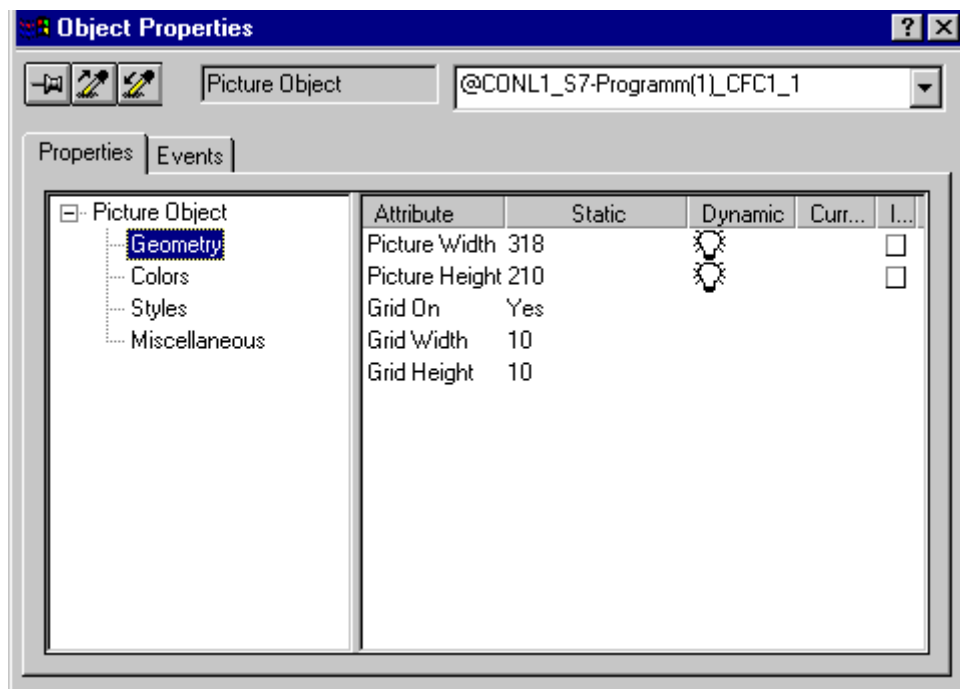 Object Properties
Picture Object @CONL1_S7-Programm(1)_CFC1_1
Properties Events
Picture Object
Geometry
Colors
Styles
Miscellaneous
Attribute Static Dynamic Curr... I...
Picture Width 318
Picture Height 210
Grid On Yes
Grid Width 10
Grid Height 10